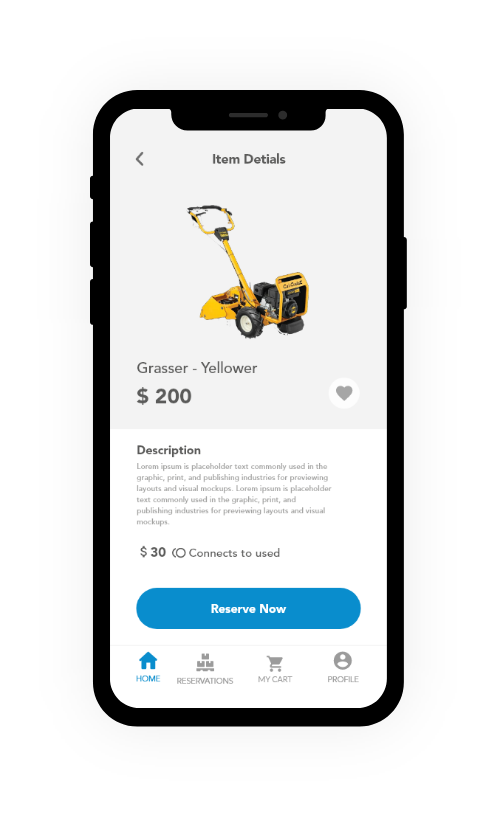 Item Detials
Grasser - Yellower
$ 200
Description
Lorem ipsum is placeholder text commonly used in the
graphic, print, and publishing industries for previewing
layouts and visual mockups. Lorem ipsum is placeholder
text commonly used in the graphic, print, and
publishing industries for previewing layouts and visual
mockups.
$ 30 Connects to used
Reserve Now
HOME RESERVATIONS MY CART PROFILE